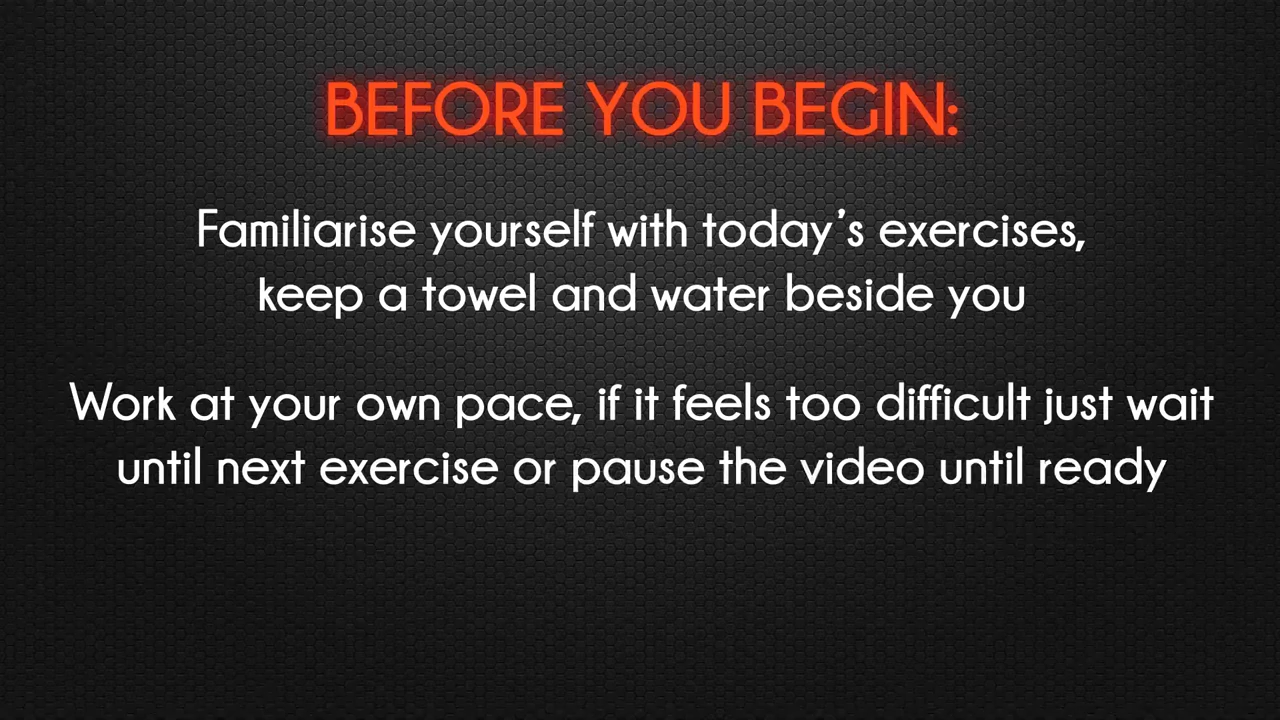 BEFORE YOU BEGIN:
Familiarise yourself with today's exercises,
keep a towel and water beside you
Work at your own pace, if it feels too difficult just wait
until next exercise or pause the video until ready